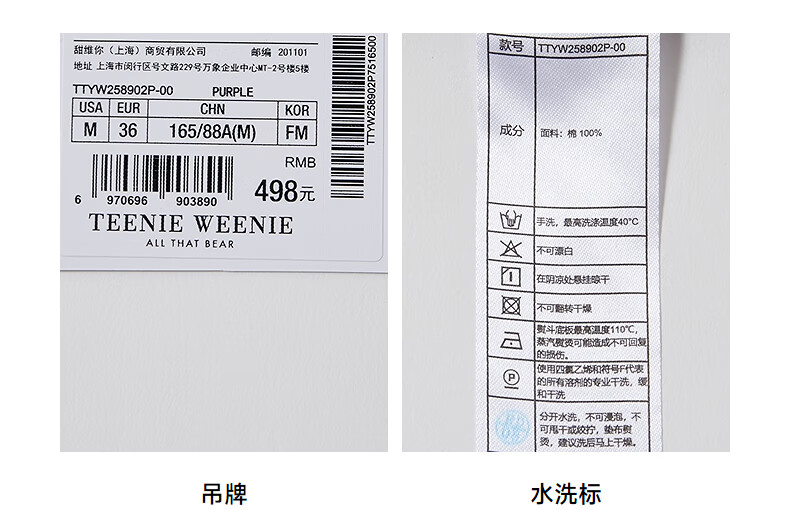 甜维你（上海）商贸有限公司 邮编 201101
地址 上海市闵行区号文路229号万象企业中心MT-2号楼5楼
TTYW258902P-00 PURPLE
USA EUR CHN KOR
M 36 165/88A(M) FM
RMB
498元
6 970696 903890
TEENIE WEENIE
ALL THAT BEAR
TTYW258902P7516500
吊牌
款号 TTYW258902P-00
成分 面料：棉 100%
手洗，最高洗涤温度40°C
不可漂白
在阴凉处悬挂晾干
不可翻转干燥
熨斗底板最高温度110℃，
蒸汽熨烫可能造成不可回复
的损伤。
使用四氯乙烯和符号F代表
的所有溶剂的专业干洗，缓
和干洗
分开水洗，不可浸泡，不
可甩干或绞拧，垫布熨
烫，建议洗后马上干燥。
水洗标